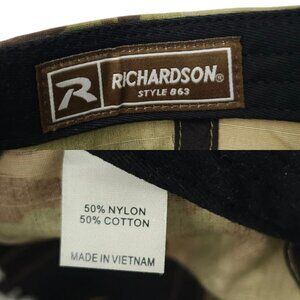 R
RICHARDSON®
STYLE 863
50% NYLON
50% COTTON
MADE IN VIETNAM